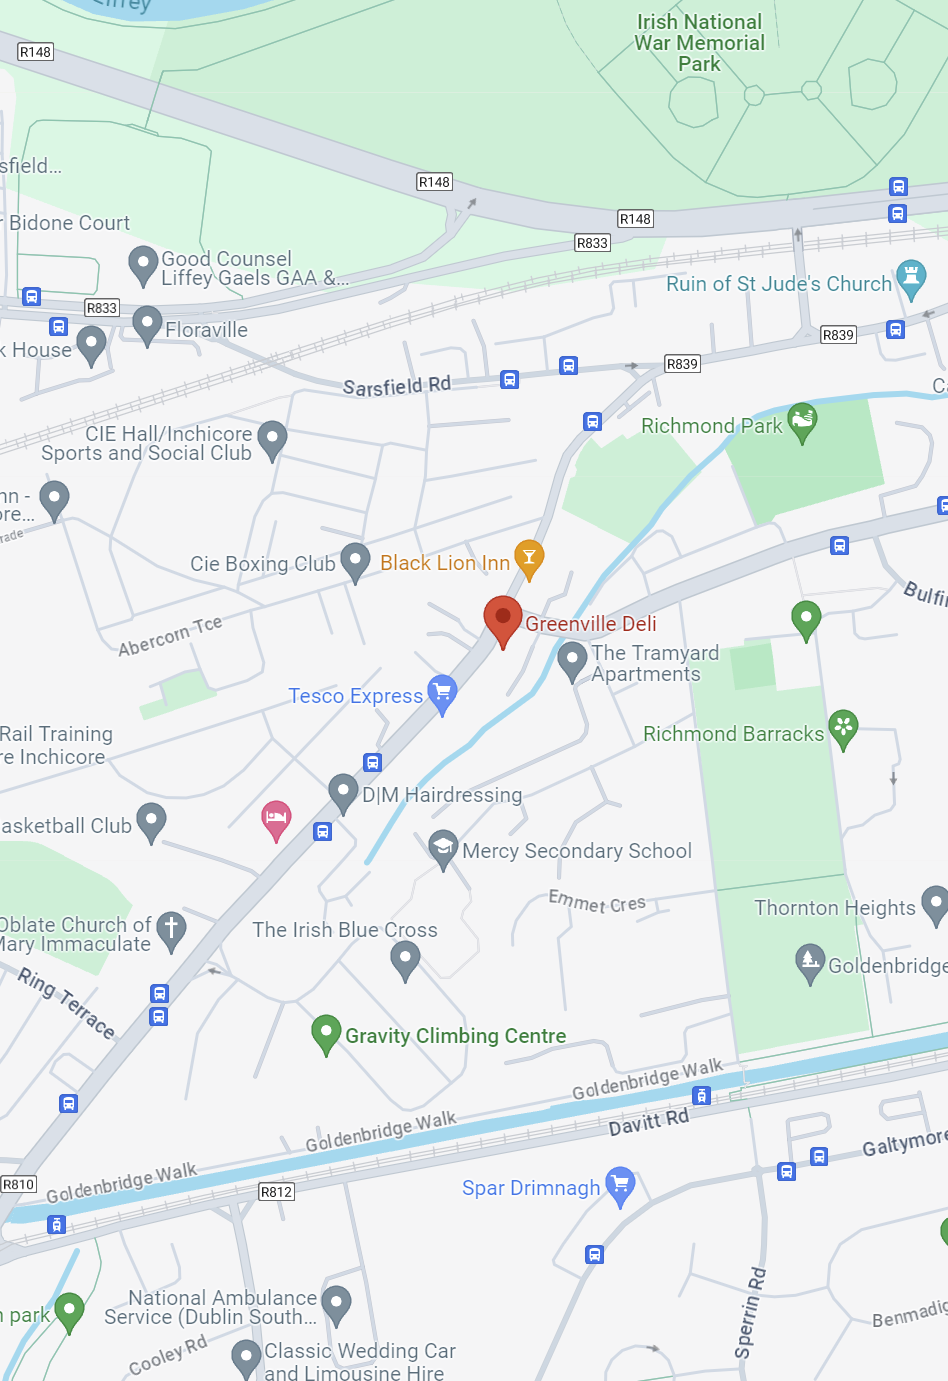 Liffey
Irish National
War Memorial
Park
R148
sfield...
R148
R148
r Bidone Court
R833
Good Counsel
Liffey Gaels GAA &...
Ruin of St Jude's Church
R833
Floraville
R839
k House
R839
Sarsfield Rd
Ca
Richmond Park
CIE Hall/Inchicore
Sports and Social Club
nn -
ore...
rade
Cie Boxing Club
Black Lion Inn
Bulfi
Abercorn Tce
Greenville Deli
The Tramyard
Apartments
Tesco Express
Rail Training
re Inchicore
Richmond Barracks
D|M Hairdressing
asketball Club
Mercy Secondary School
Emmet Cres
Thornton Heights
Oblate Church of
Mary Immaculate
The Irish Blue Cross
Goldenbridge
Ring Terrace
Gravity Climbing Centre
Goldenbridge Walk
Goldenbridge Walk
Davitt Rd
Galtymore
Goldenbridge Walk
R810
R812
Spar Drimnagh
National Ambulance
Service (Dublin South...
n park
Sperrin Rd
Benmadig
Cooley Rd
Classic Wedding Car
and Limousine Hire